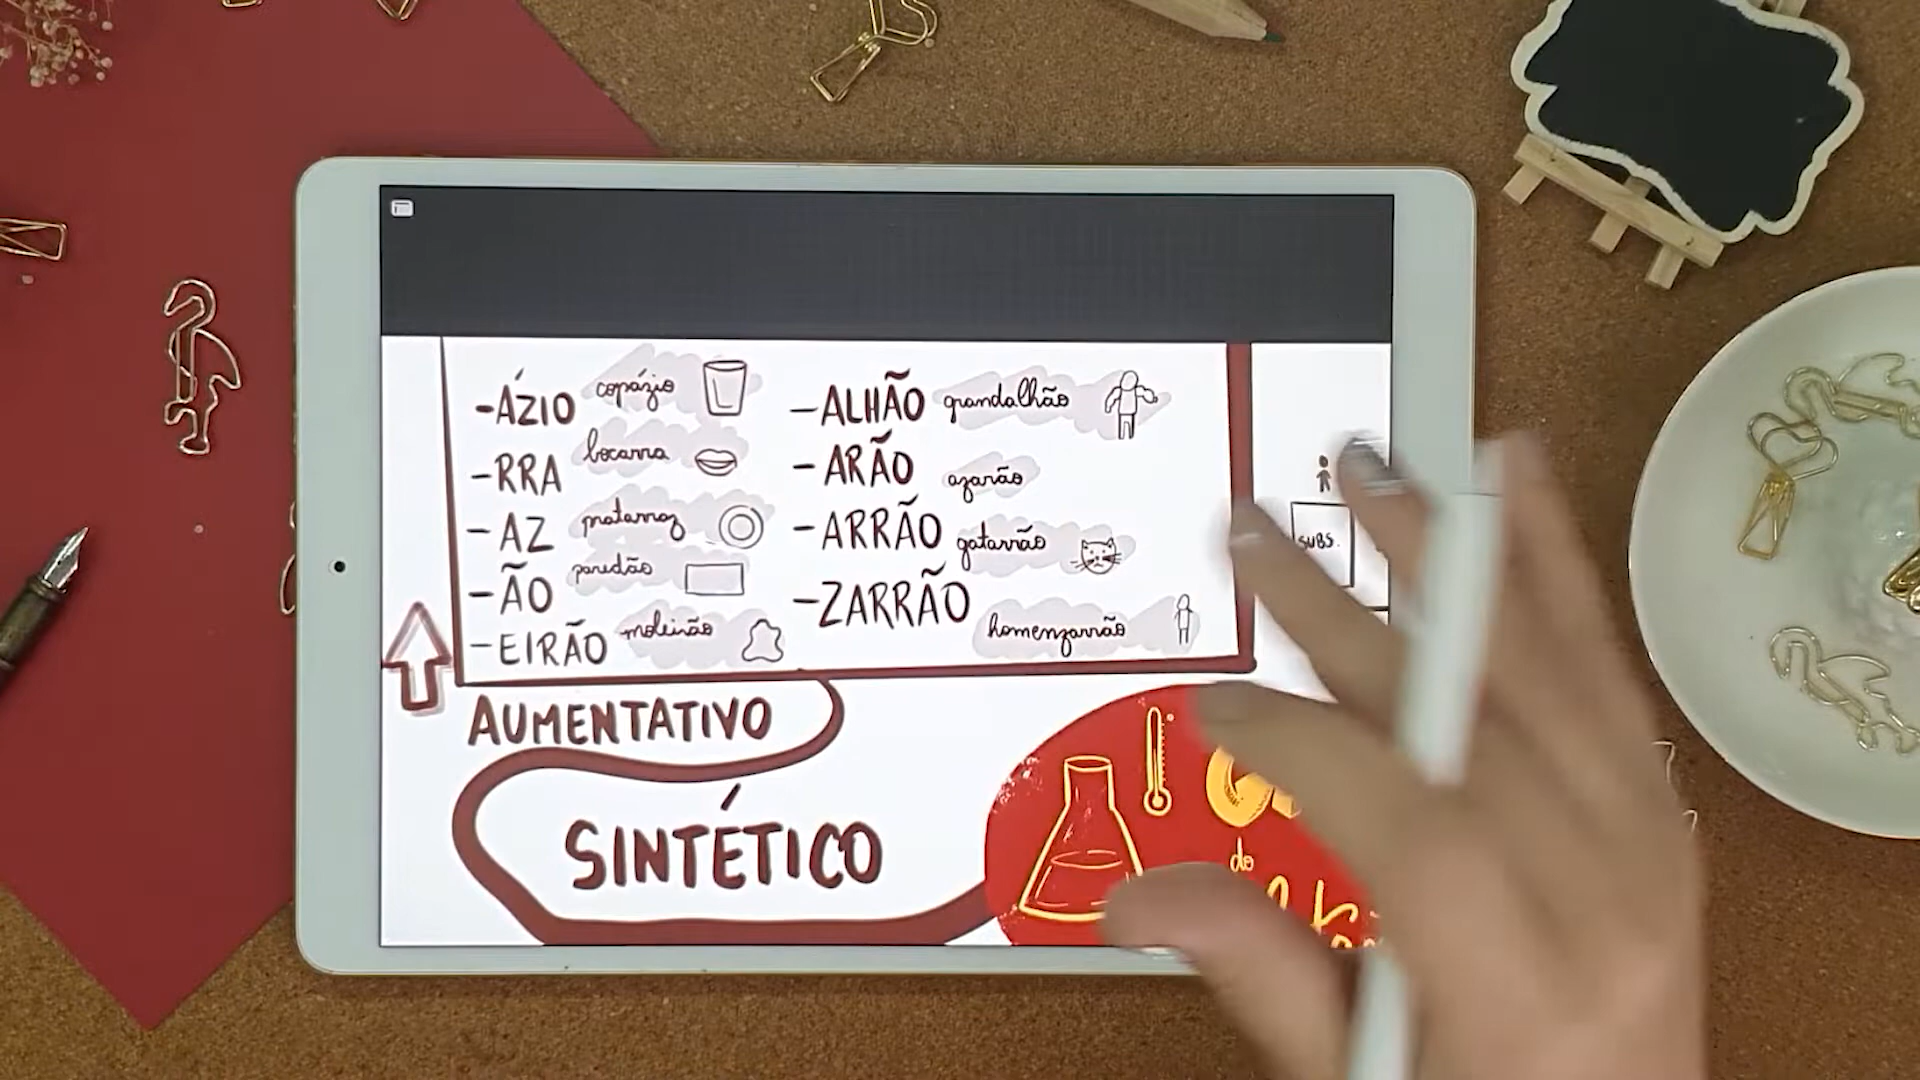 -ÁZIO copázio
-RRA bocarra
-AZ pratarraz
-ÃO paredão
-EIRÃO moleirão
-ALHÃO grandalhão
-ARÃO azarão
-ARRÃO gatarrão
-ZARRÃO homenzarrão
SUBS.
AUMENTATIVO
SINTÉTICO
do